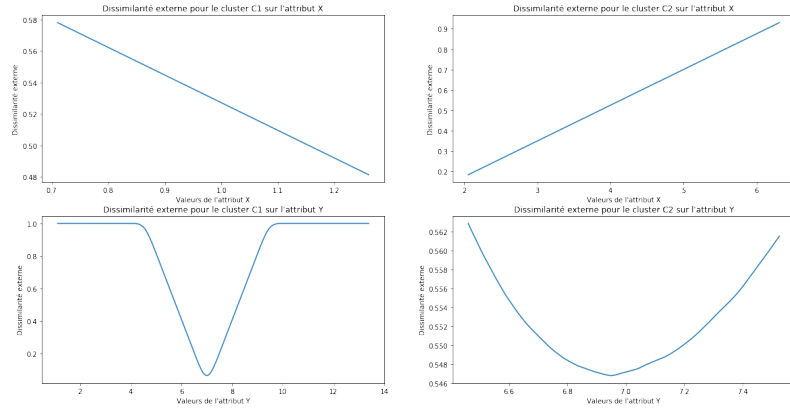 Dissimilarité externe pour le cluster C1 sur l'attribut X
Dissimilarité externe
0.58
0.56
0.54
0.52
0.50
0.48
0.7 0.8 0.9 1.0 1.1 1.2
Valeurs de l'attribut X
Dissimilarité externe pour le cluster C2 sur l'attribut X
Dissimilarité externe
0.9
0.8
0.7
0.6
0.5
0.4
0.3
0.2
2 3 4 5 6
Valeurs de l'attribut X
Dissimilarité externe pour le cluster C1 sur l'attribut Y
Dissimilarité externe
1.0
0.8
0.6
0.4
0.2
2 4 6 8 10 12 14
Valeurs de l'attribut Y
Dissimilarité externe pour le cluster C2 sur l'attribut Y
Dissimilarité externe
0.562
0.560
0.558
0.556
0.554
0.552
0.550
0.548
0.546
6.6 6.8 7.0 7.2 7.4
Valeurs de l'attribut Y